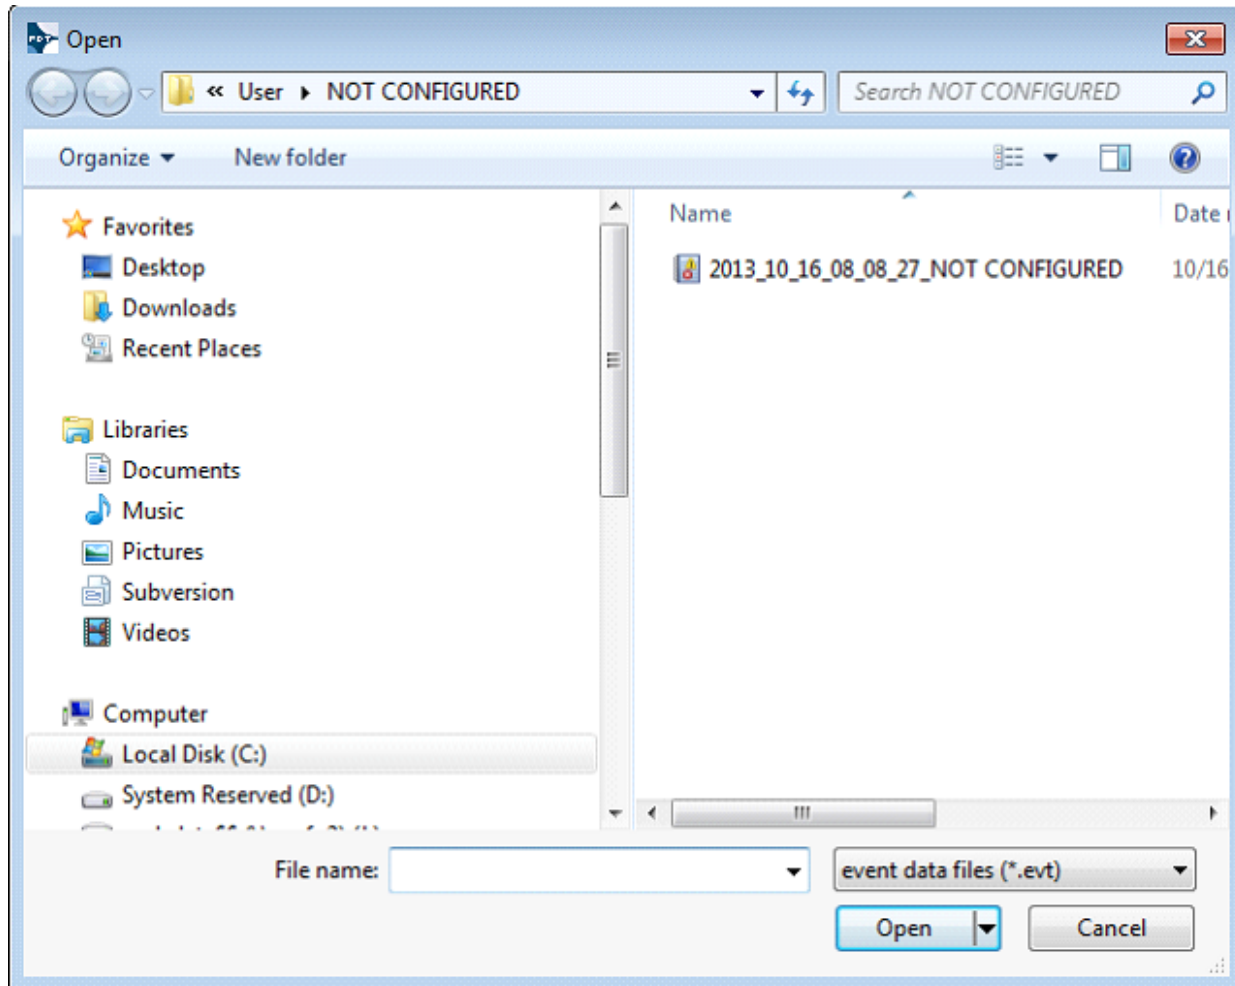 PDT Open
« User ▸ NOT CONFIGURED Search NOT CONFIGURED
Organize New folder
Name Date
Favorites
Desktop
Downloads
Recent Places
2013_10_16_08_08_27_NOT CONFIGURED 10/16
Libraries
Documents
Music
Pictures
Subversion
Videos
Computer
Local Disk (C:)
System Reserved (D:)
File name: event data files (*.evt)
Open Cancel